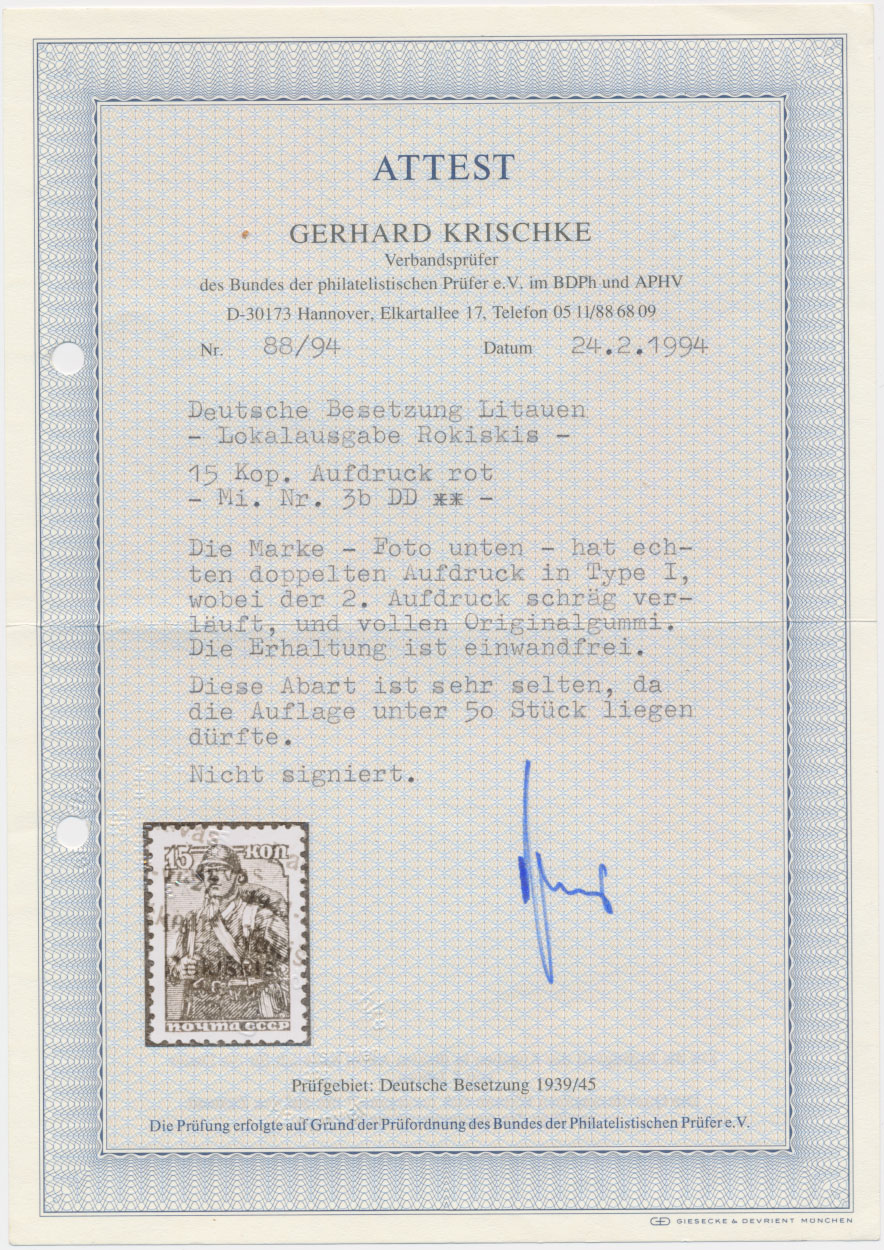 ATTEST
GERHARD KRISCHKE
Verbandsprüfer
des Bundes der philatelistischen Prüfer e.V. im BDPh und APHV
D-30173 Hannover, Elkartallee 17, Telefon 05 11/88 68 09
Nr. 88/94 Datum 24.2.1994
Deutsche Besetzung Litauen
- Lokalausgabe Rokiskis -
15 Kop. Aufdruck rot
- Mi. Nr. 3b DD ** -
Die Marke - Foto unten - hat ech-
ten doppelten Aufdruck in Type I,
wobei der 2. Aufdruck schräg ver-
läuft, und vollen Originalgummi.
Die Erhaltung ist einwandfrei.
Diese Abart ist sehr selten, da
die Auflage unter 5o Stück liegen
dürfte.
Nicht signiert.
15 КОП
ПОЧТА СССР
Prüfgebiet: Deutsche Besetzung 1939/45
Die Prüfung erfolgte auf Grund der Prüfordnung des Bundes der Philatelistischen Prüfer e.V.
GIESECKE & DEVRIENT MÜNCHEN